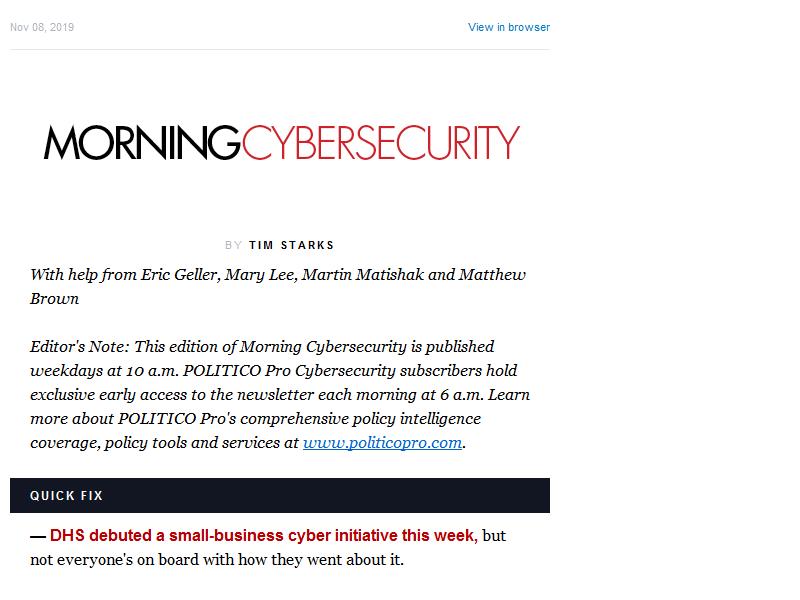 Nov 08, 2019
View in browser
MORNINGCYBERSECURITY
BY TIM STARKS
With help from Eric Geller, Mary Lee, Martin Matishak and Matthew
Brown
Editor's Note: This edition of Morning Cybersecurity is published
weekdays at 10 a.m. POLITICO Pro Cybersecurity subscribers hold
exclusive early access to the newsletter each morning at 6 a.m. Learn
more about POLITICO Pro's comprehensive policy intelligence
coverage, policy tools and services at www.politicopro.com.
QUICK FIX
— DHS debuted a small-business cyber initiative this week, but
not everyone's on board with how they went about it.